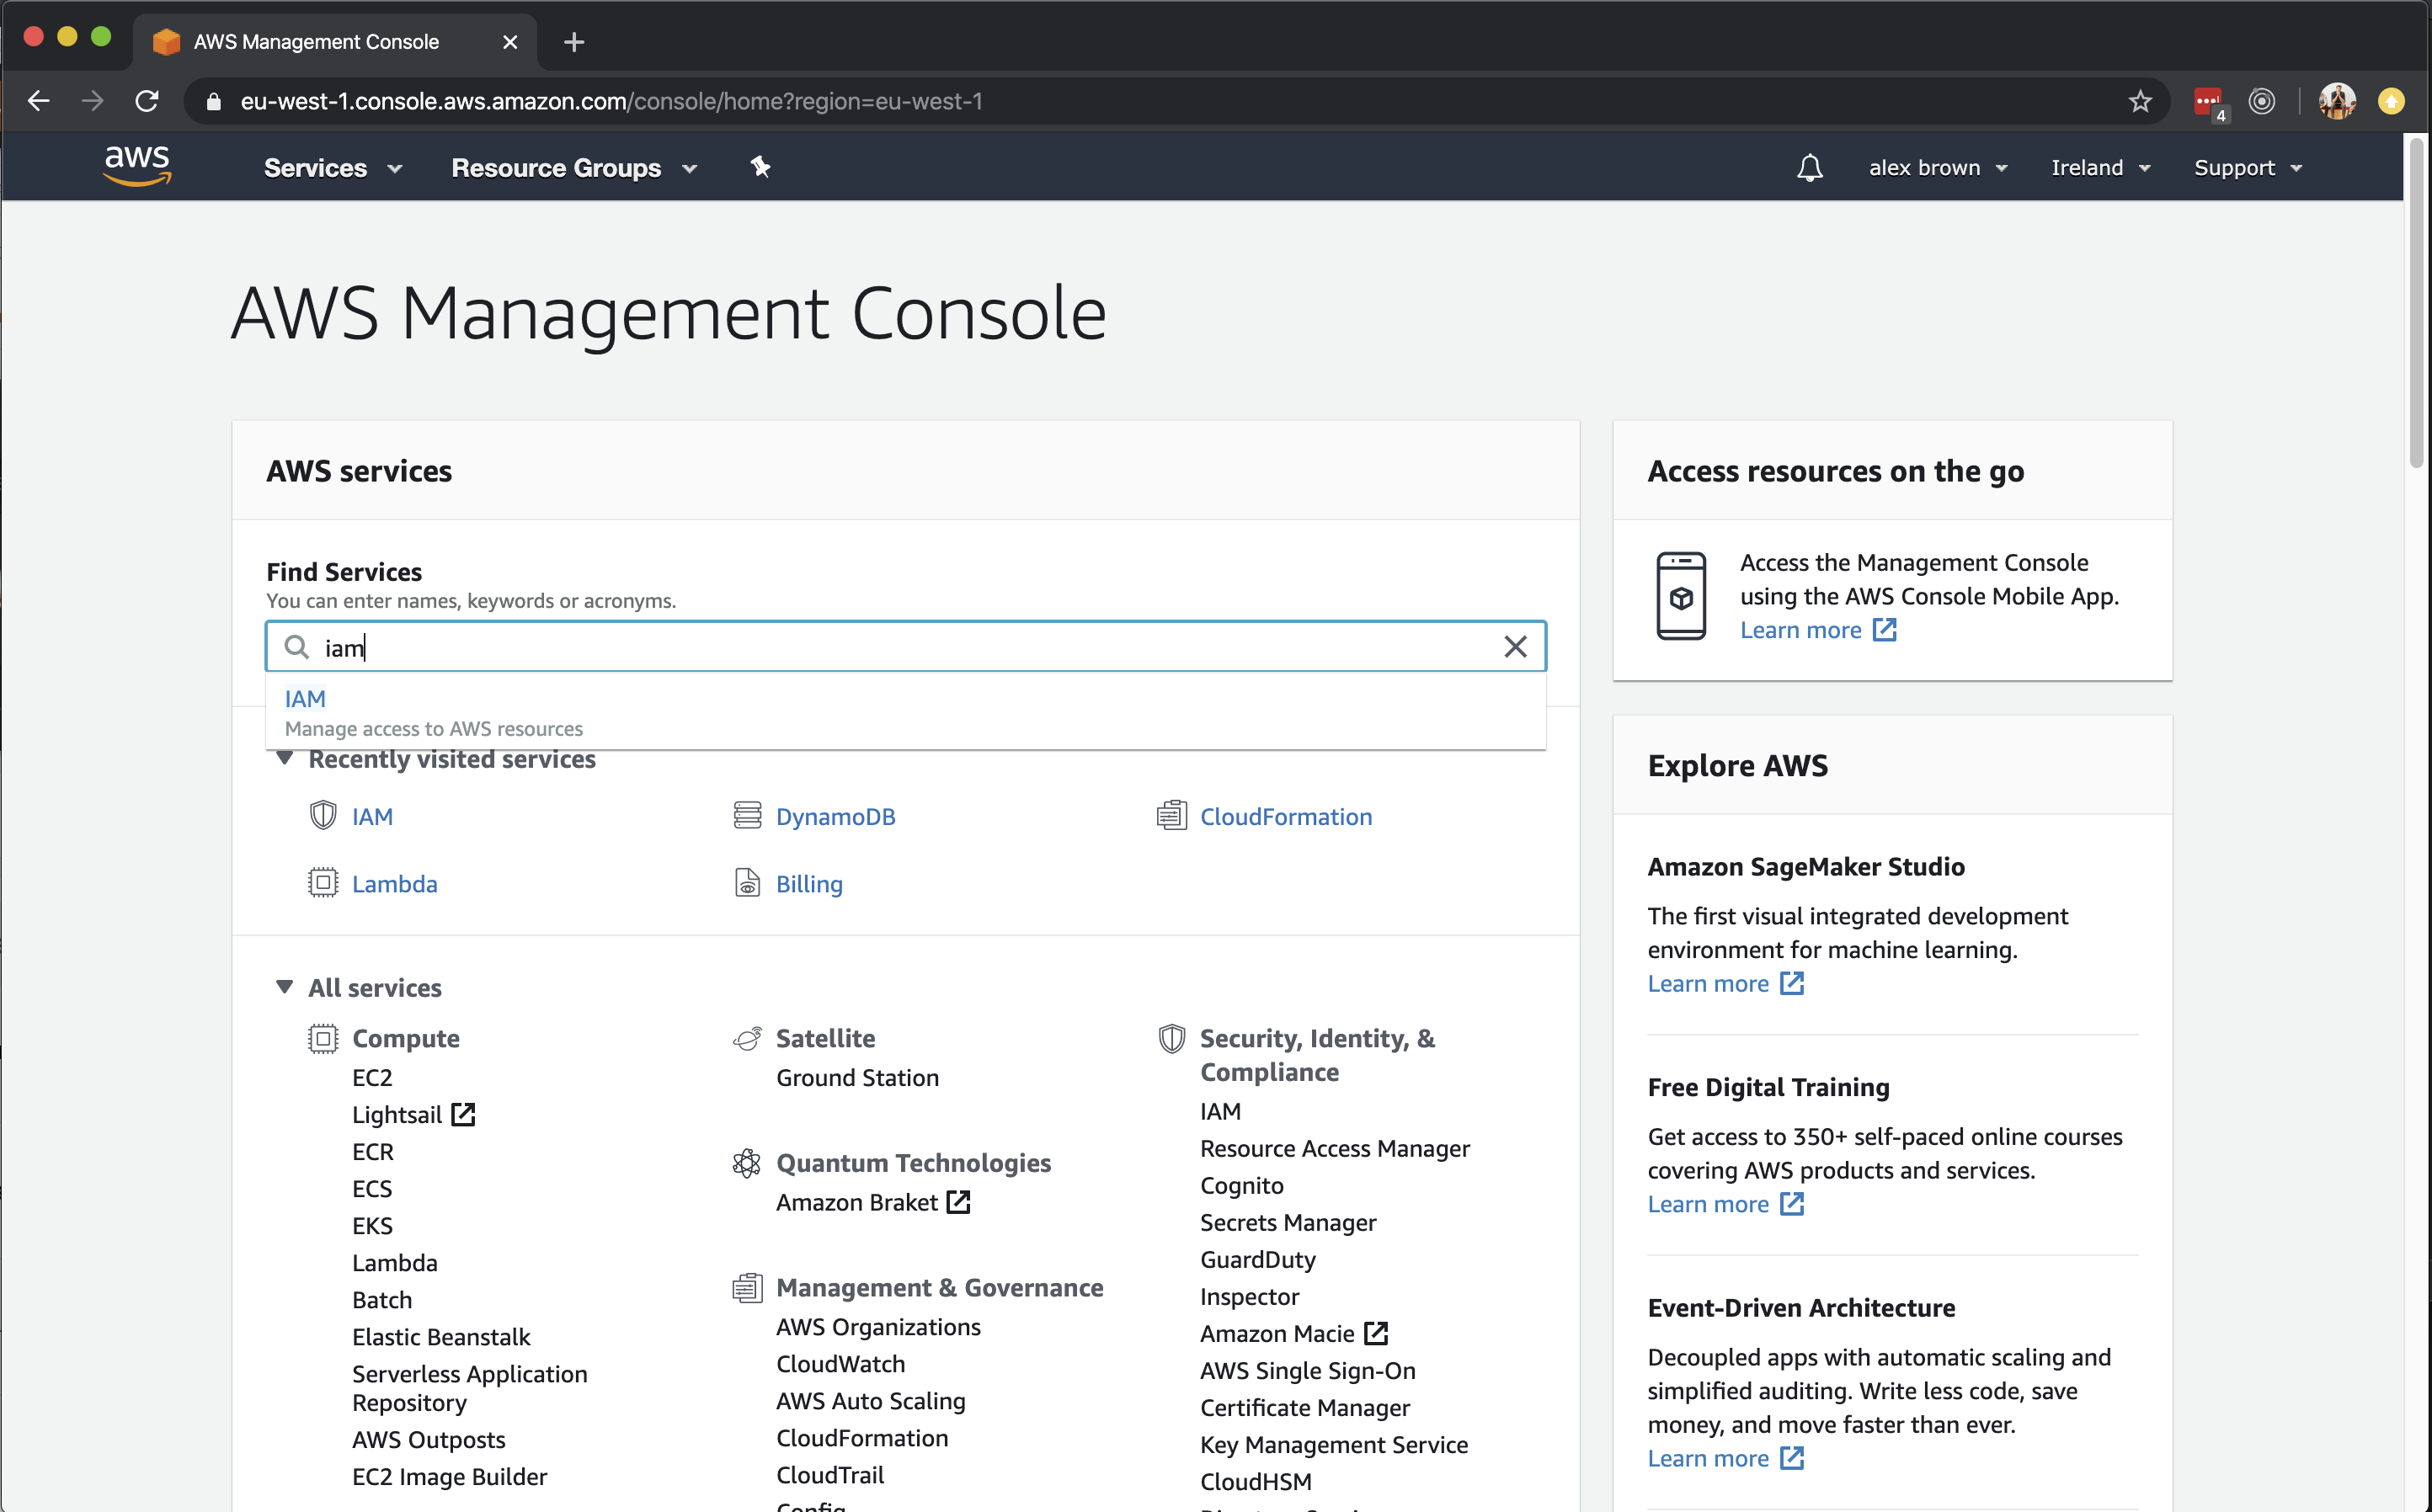 AWS Management Console
eu-west-1.console.aws.amazon.com/console/home?region=eu-west-1
4
aws
Services
Resource Groups
alex brown
Ireland
Support
AWS Management Console
AWS services
Find Services
You can enter names, keywords or acronyms.
iam
IAM
Manage access to AWS resources
Recently visited services
IAM
DynamoDB
CloudFormation
Lambda
Billing
All services
Compute
EC2
Lightsail
ECR
ECS
EKS
Lambda
Batch
Elastic Beanstalk
Serverless Application
Repository
AWS Outposts
EC2 Image Builder
Satellite
Ground Station
Quantum Technologies
Amazon Braket
Management & Governance
AWS Organizations
CloudWatch
AWS Auto Scaling
CloudFormation
CloudTrail
Config
Security, Identity, &
Compliance
IAM
Resource Access Manager
Cognito
Secrets Manager
GuardDuty
Inspector
Amazon Macie
AWS Single Sign-On
Certificate Manager
Key Management Service
CloudHSM
Access resources on the go
Access the Management Console
using the AWS Console Mobile App.
Learn more
Explore AWS
Amazon SageMaker Studio
The first visual integrated development
environment for machine learning.
Learn more
Free Digital Training
Get access to 350+ self-paced online courses
covering AWS products and services.
Learn more
Event-Driven Architecture
Decoupled apps with automatic scaling and
simplified auditing. Write less code, save
money, and move faster than ever.
Learn more